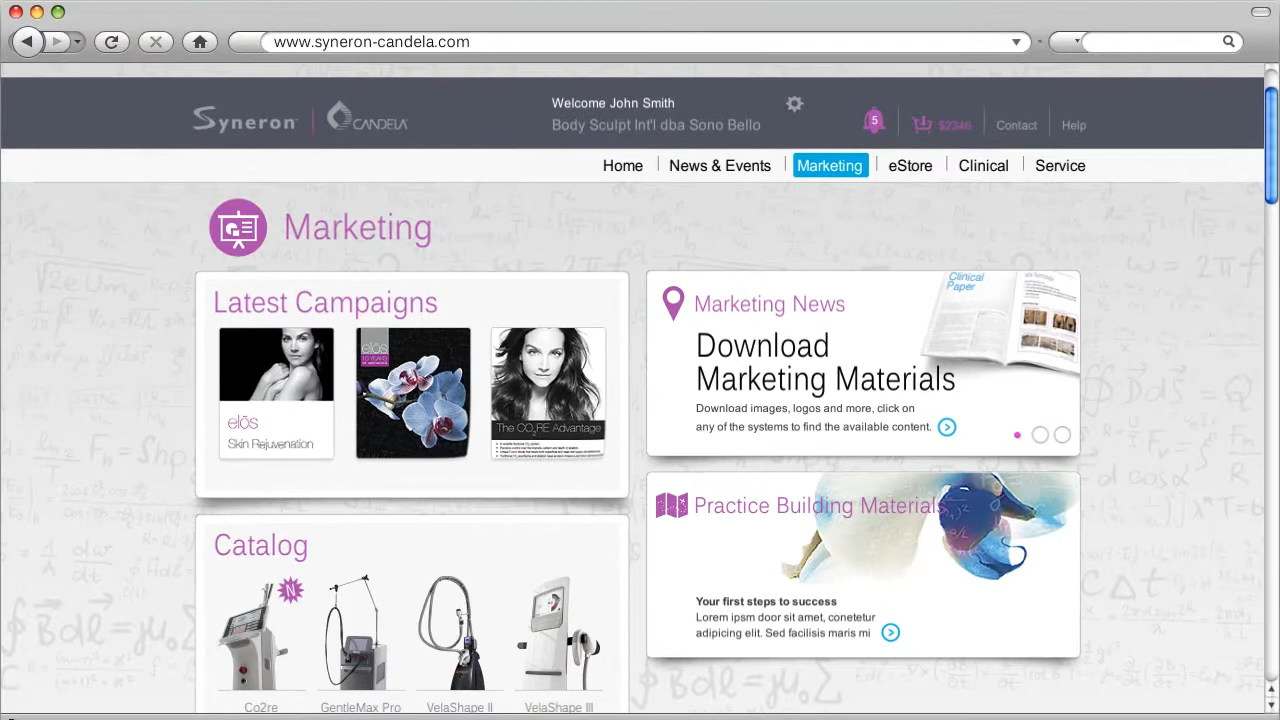 www.syneron-candela.com
Syneron CANDELA
Welcome John Smith
Body Sculpt Int'l dba Sono Bello
5
$2346
Contact
Help
Home
News & Events
Marketing
eStore
Clinical
Service
Marketing
Latest Campaigns
elōs
Skin Rejuvenation
elōs
The CO2RE Advantage
Marketing News
Clinical
Paper
Download
Marketing Materials
Download images, logos and more, click on
any of the systems to find the available content.
Practice Building Materials
Your first steps to success
Lorem ipsm door sit amet, conetetur
adipicing elit. Sed facilisis maris mi
Catalog
N
Co2re
GentleMax Pro
VelaShape II
VelaShape III